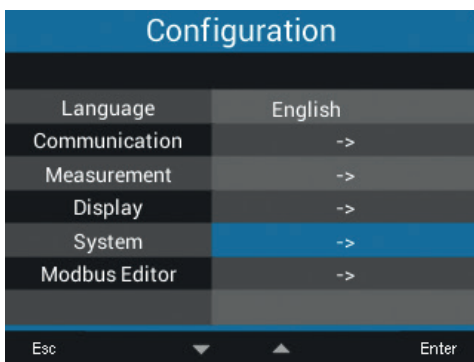 Configuration
Language English
Communication ->
Measurement ->
Display ->
System ->
Modbus Editor ->
Esc Enter